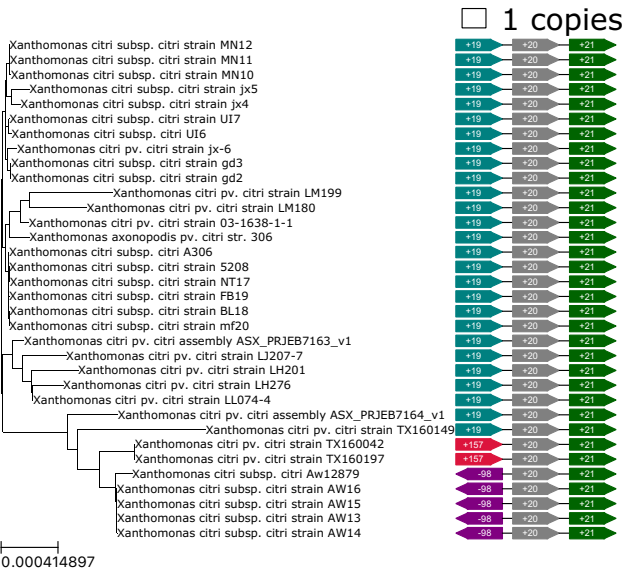 1 copies
Xanthomonas citri subsp. citri strain MN12 +19 +20 +21
Xanthomonas citri subsp. citri strain MN11 +19 +20 +21
Xanthomonas citri subsp. citri strain MN10 +19 +20 +21
Xanthomonas citri subsp. citri strain jx5 +19 +20 +21
Xanthomonas citri subsp. citri strain jx4 +19 +20 +21
Xanthomonas citri subsp. citri strain UI7 +19 +20 +21
Xanthomonas citri subsp. citri UI6 +19 +20 +21
Xanthomonas citri pv. citri strain jx-6 +19 +20 +21
Xanthomonas citri subsp. citri strain gd3 +19 +20 +21
Xanthomonas citri subsp. citri strain gd2 +19 +20 +21
Xanthomonas citri pv. citri strain LM199 +19 +20 +21
Xanthomonas citri pv. citri strain LM180 +19 +20 +21
Xanthomonas citri pv. citri strain 03-1638-1-1 +19 +20 +21
Xanthomonas axonopodis pv. citri str. 306 +19 +20 +21
Xanthomonas citri subsp. citri A306 +19 +20 +21
Xanthomonas citri subsp. citri strain 5208 +19 +20 +21
Xanthomonas citri subsp. citri strain NT17 +19 +20 +21
Xanthomonas citri subsp. citri strain FB19 +19 +20 +21
Xanthomonas citri subsp. citri strain BL18 +19 +20 +21
Xanthomonas citri subsp. citri strain mf20 +19 +20 +21
Xanthomonas citri pv. citri assembly ASX_PRJEB7163_v1 +19 +20 +21
Xanthomonas citri pv. citri strain LJ207-7 +19 +20 +21
Xanthomonas citri pv. citri strain LH201 +19 +20 +21
Xanthomonas citri pv. citri strain LH276 +19 +20 +21
Xanthomonas citri pv. citri strain LL074-4 +19 +20 +21
Xanthomonas citri pv. citri assembly ASX_PRJEB7164_v1 +19 +20 +21
Xanthomonas citri pv. citri strain TX160149 +19 +20 +21
Xanthomonas citri pv. citri strain TX160042 +157 +20 +21
Xanthomonas citri pv. citri strain TX160197 +157 +20 +21
Xanthomonas citri subsp. citri Aw12879 -98 +20 +21
Xanthomonas citri subsp. citri strain AW16 -98 +20 +21
Xanthomonas citri subsp. citri strain AW15 -98 +20 +21
Xanthomonas citri subsp. citri strain AW13 -98 +20 +21
Xanthomonas citri subsp. citri strain AW14 -98 +20 +21
0.000414897